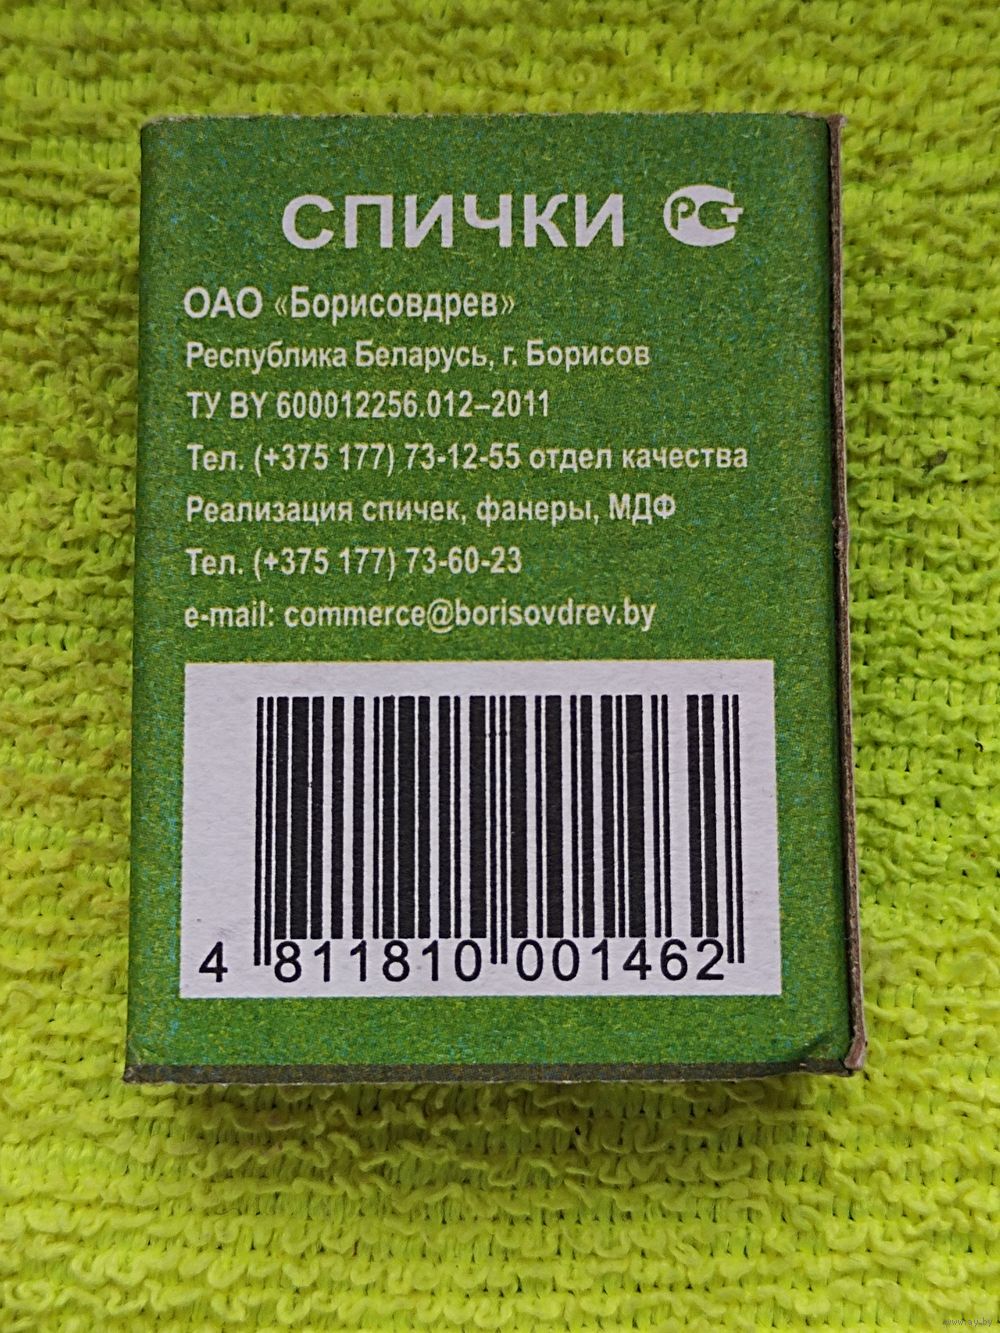 СПИЧКИ РСТ
ОАО «Борисовдрев»
Республика Беларусь, г. Борисов
ТУ BY 600012256.012–2011
Тел. (+375 177) 73-12-55 отдел качества
Реализация спичек, фанеры, МДФ
Тел. (+375 177) 73-60-23
e-mail: commerce@borisovdrev.by
4 811810 001462